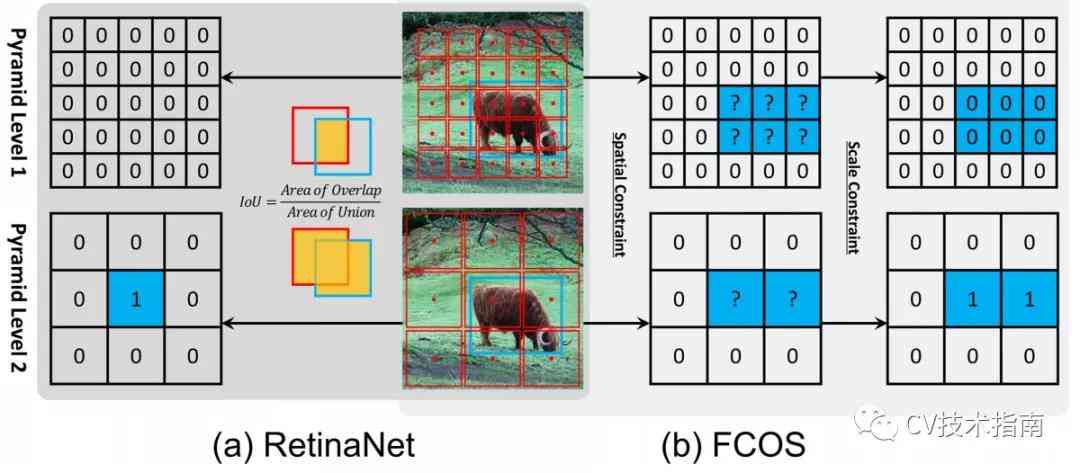 Pyramid Level 1
0 0 0 0 0
0 0 0 0 0
0 0 0 0 0
0 0 0 0 0
0 0 0 0 0
IoU = Area of Overlap
Area of Union
0 0 0 0 0
0 0 0 0 0
0 0 ? ? ?
0 0 ? ? ?
0 0 0 0 0
Spatial Constraint
0 0 0 0 0
0 0 0 0 0
0 0 0 0 0
0 0 0 0 0
0 0 0 0 0
Scale Constraint
Pyramid Level 2
0 0 0
0 1 0
0 0 0
0 0 0
0 ? ?
0 0 0
0 0 0
0 1 1
0 0 0
(a) RetinaNet
(b) FCOS
CV技术指南